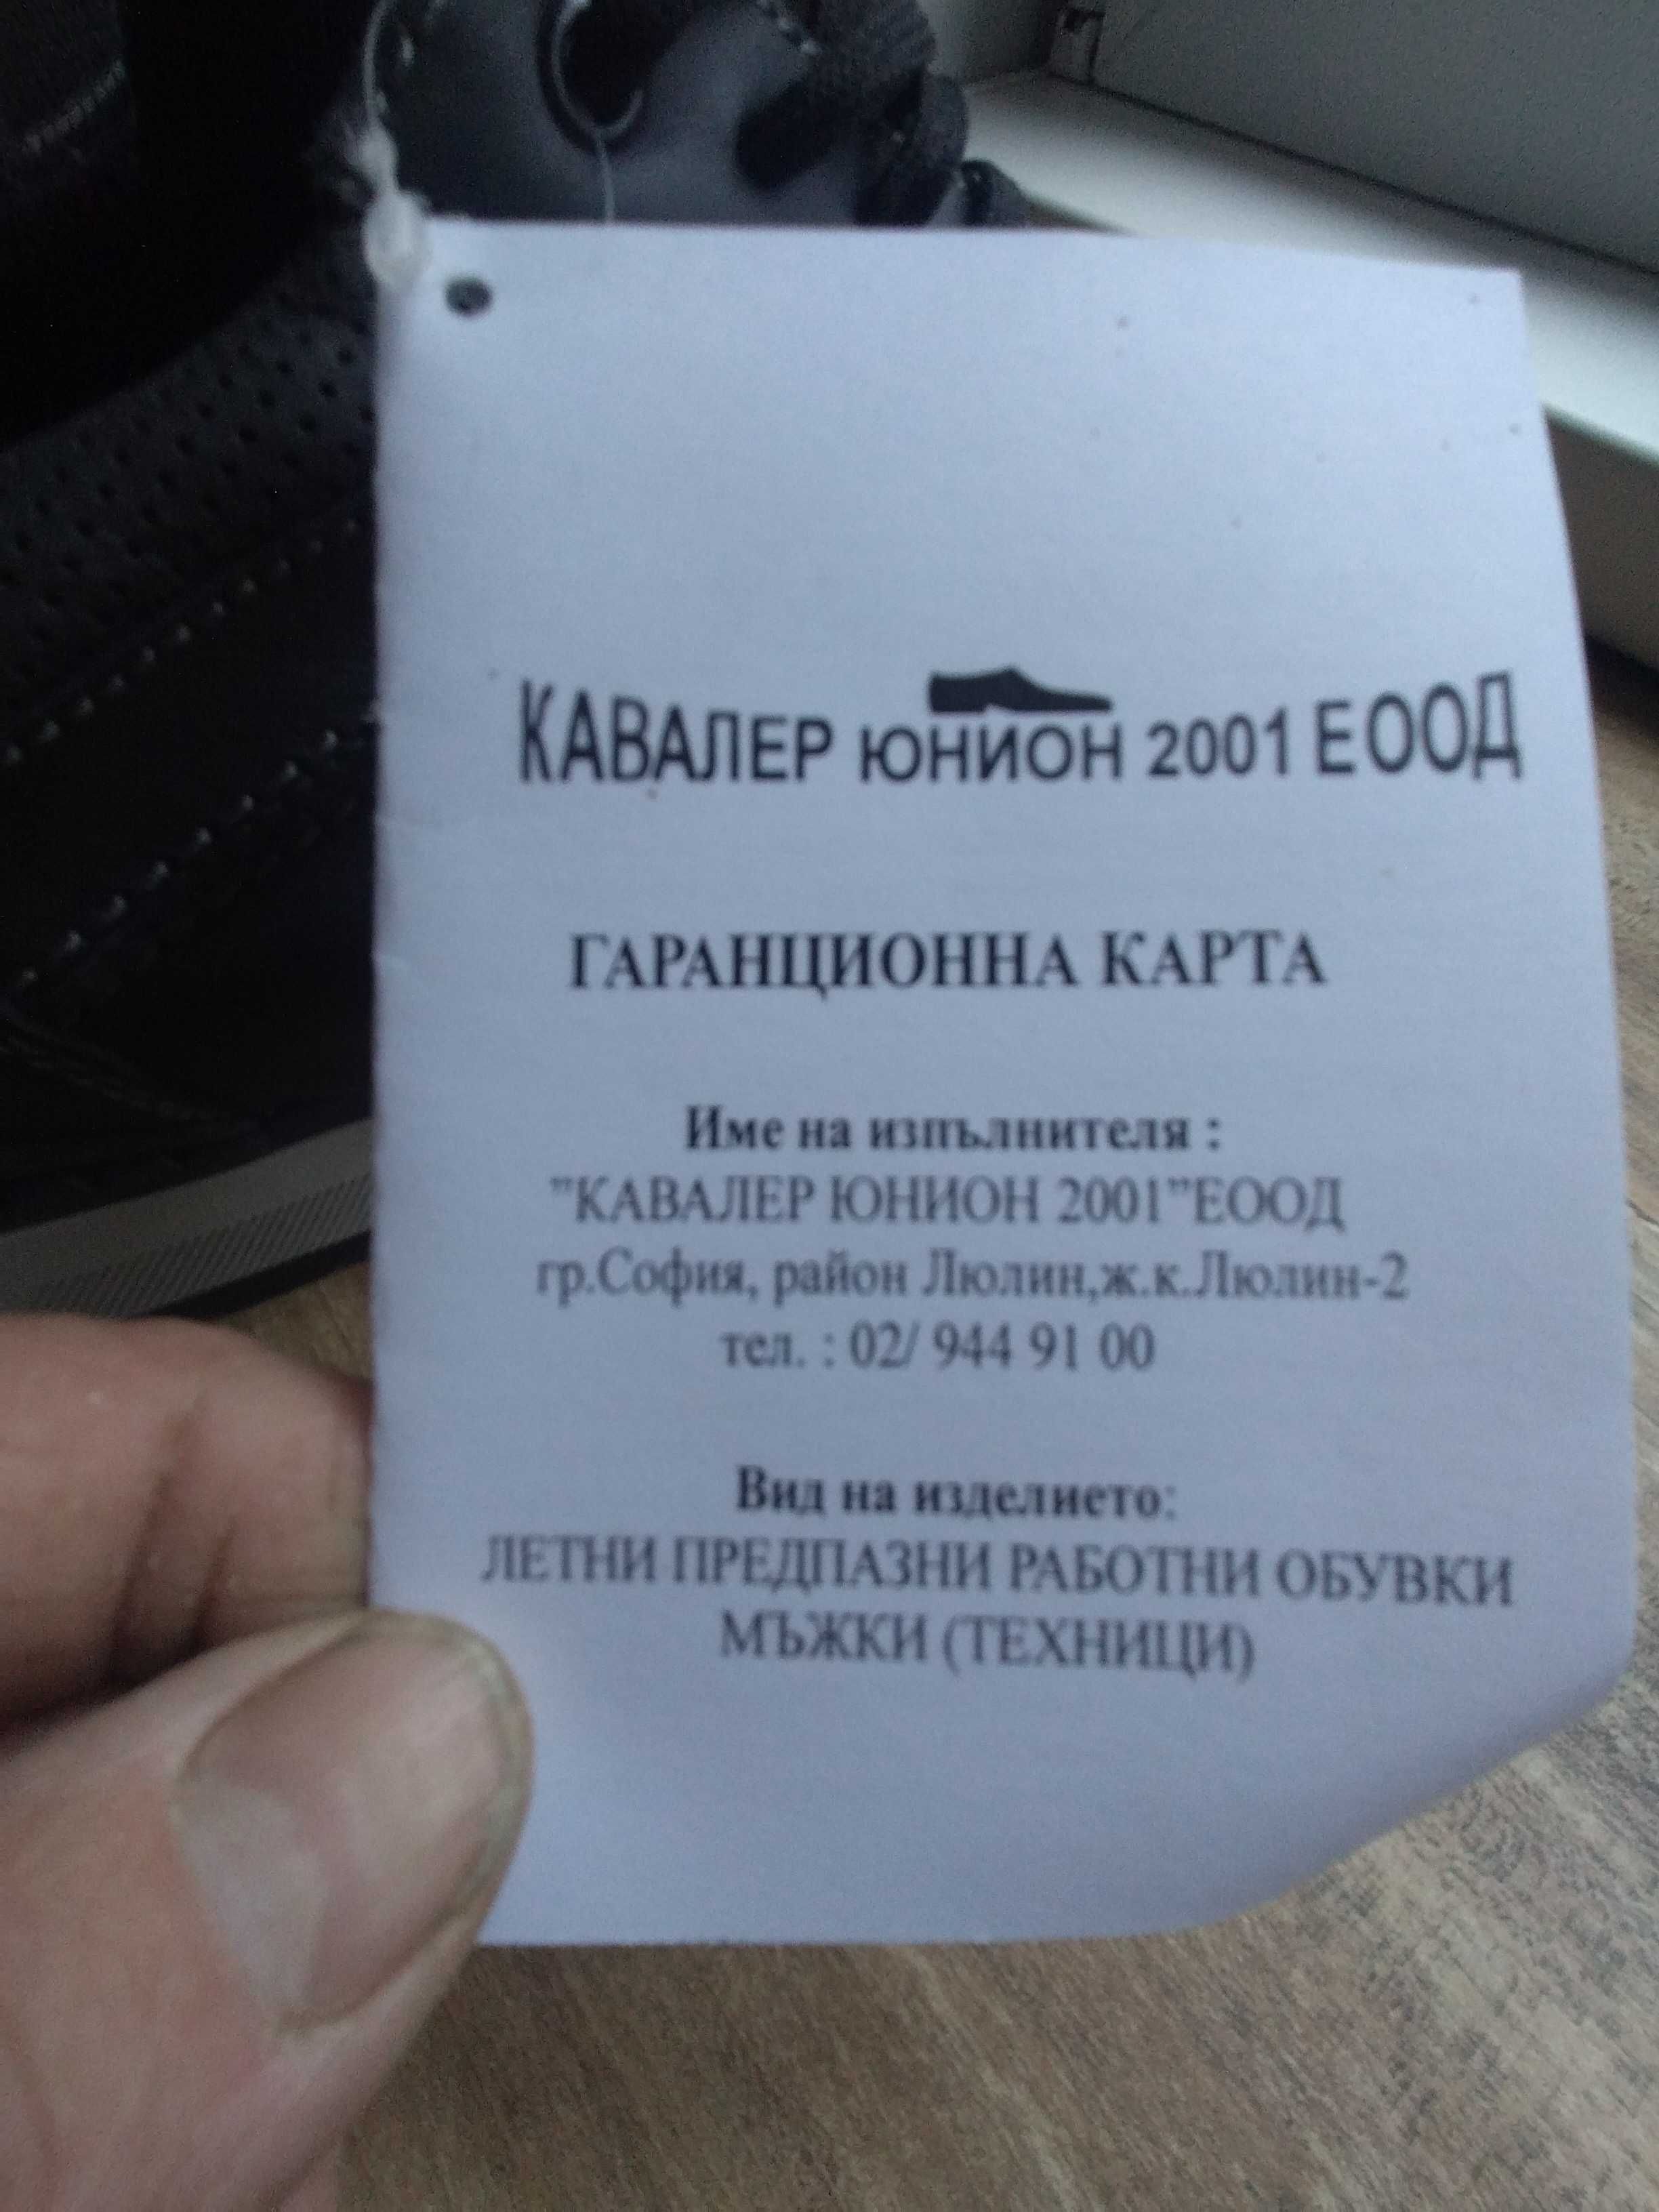 КАВАЛЕР ЮНИОН 2001 ЕООД
ГАРАНЦИОННА КАРТА
Име на изпълнителя :
"КАВАЛЕР ЮНИОН 2001"ЕООД
гр.София, район Люлин,ж.к.Люлин-2
тел. : 02/ 944 91 00
Вид на изделието:
ЛЕТНИ ПРЕДПАЗНИ РАБОТНИ ОБУВКИ
МЪЖКИ (ТЕХНИЦИ)